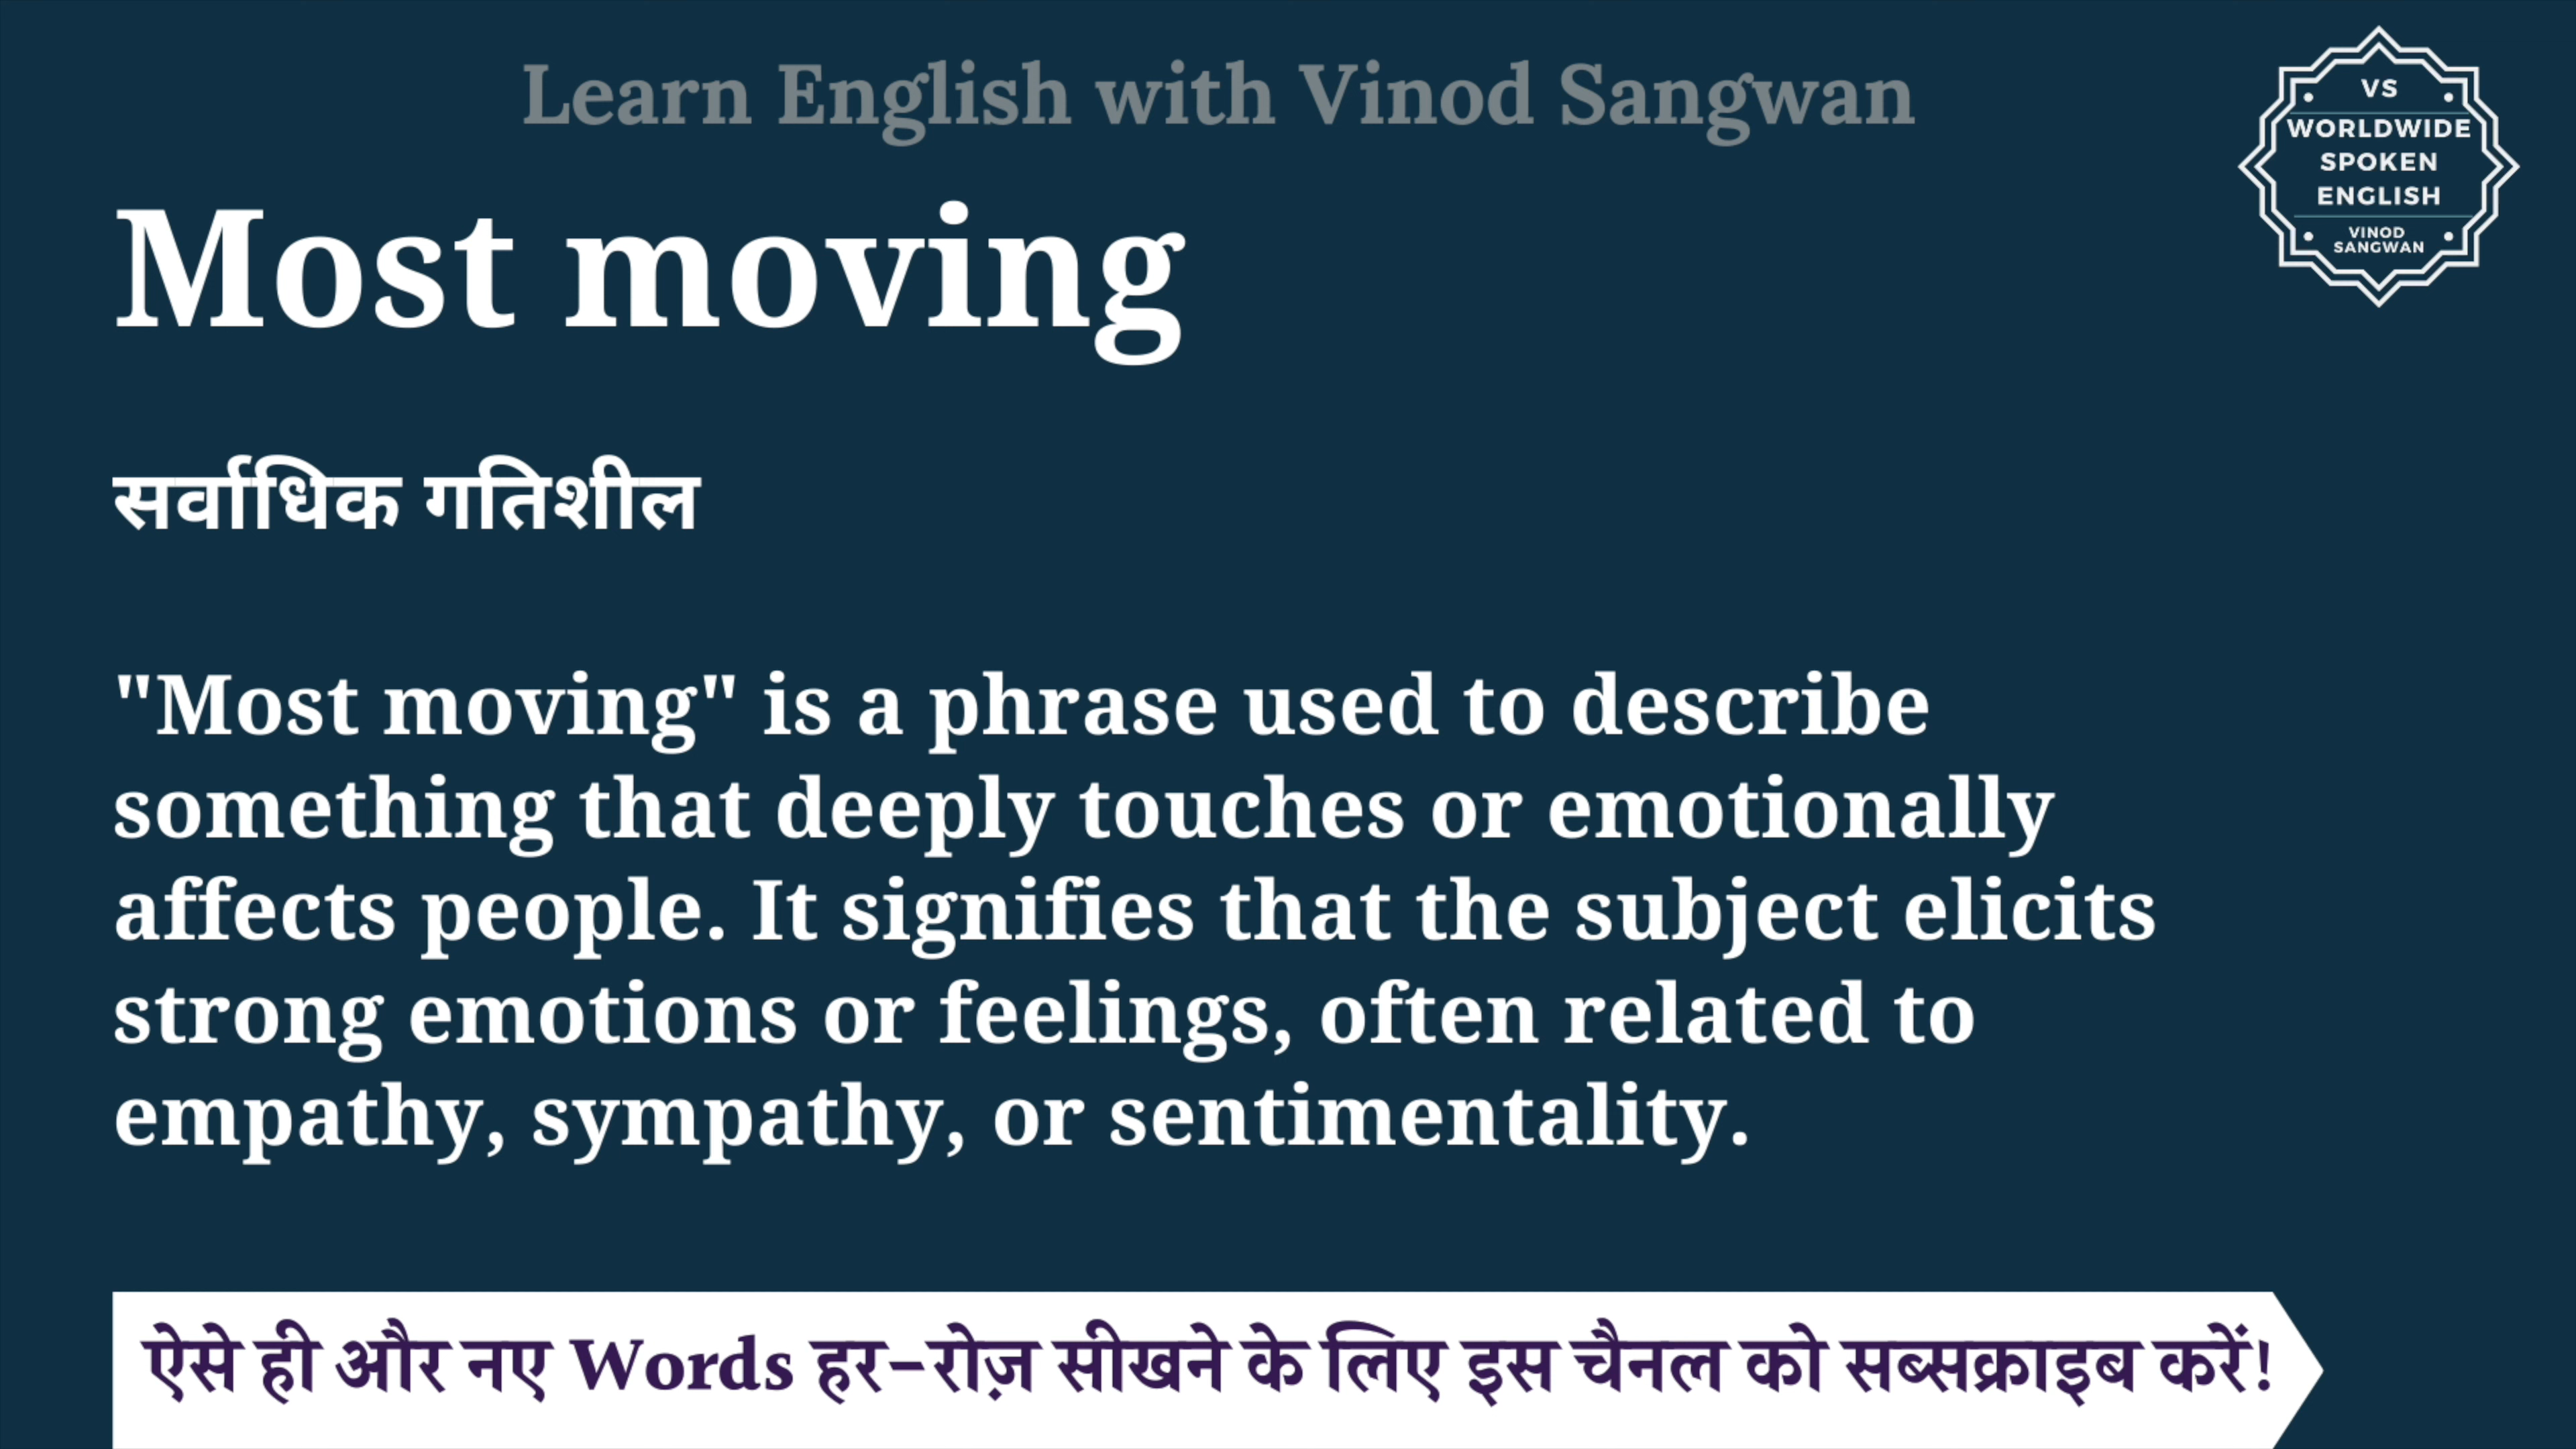 Learn English with Vinod Sangwan
VS
WORLDWIDE
SPOKEN
ENGLISH
VINOD
SANGWAN
Most moving
सर्वाधिक गतिशील
"Most moving" is a phrase used to describe
something that deeply touches or emotionally
affects people. It signifies that the subject elicits
strong emotions or feelings, often related to
empathy, sympathy, or sentimentality.
ऐसे ही और नए Words हर-रोज़ सीखने के लिए इस चैनल को सब्सक्राइब करें!